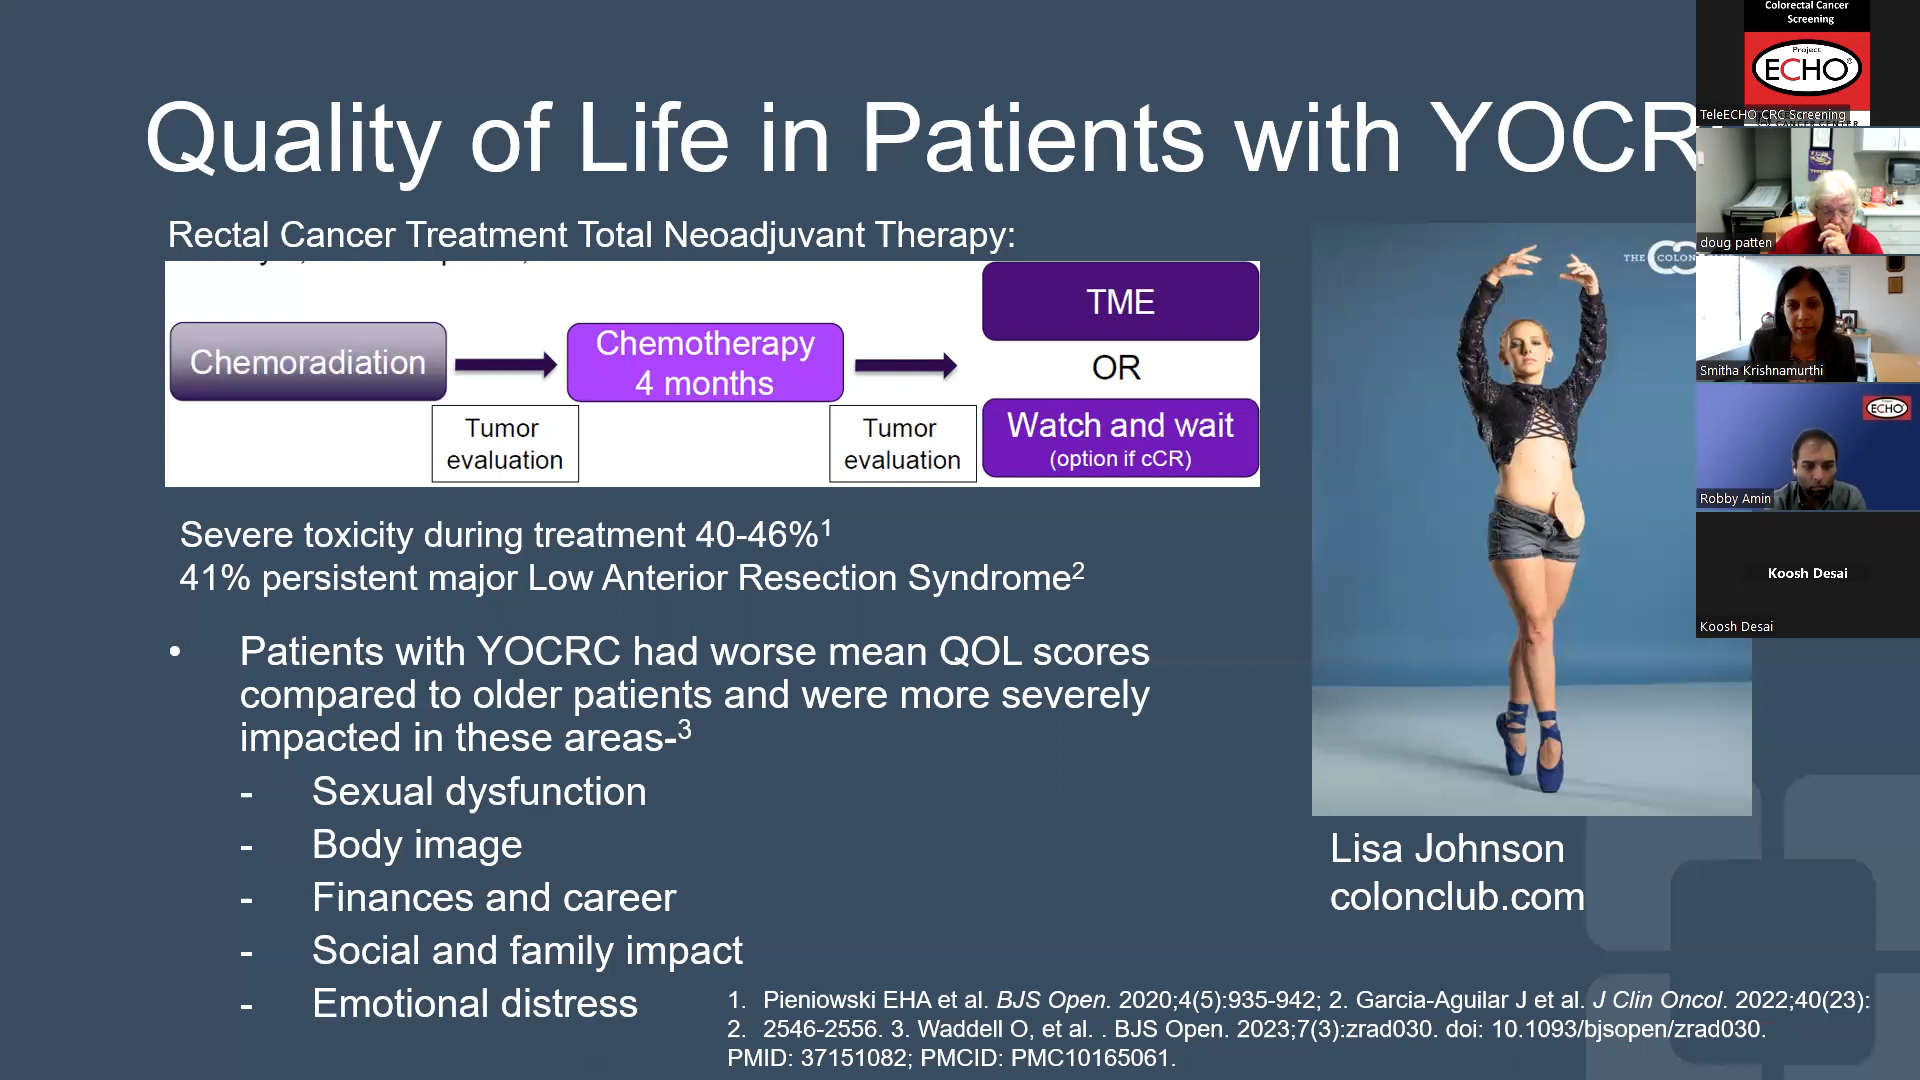 Quality of Life in Patients with YOCR
Rectal Cancer Treatment Total Neoadjuvant Therapy:
Chemoradiation
Tumor
evaluation
Chemotherapy
4 months
Tumor
evaluation
TME
OR
Watch and wait
(option if cCR)
Severe toxicity during treatment 40-46%1
41% persistent major Low Anterior Resection Syndrome2
• Patients with YOCRC had worse mean QOL scores
compared to older patients and were more severely
impacted in these areas-3
- Sexual dysfunction
- Body image
- Finances and career
- Social and family impact
- Emotional distress
THE COLON
Lisa Johnson
colonclub.com
1. Pieniowski EHA et al. BJS Open. 2020;4(5):935-942; 2. Garcia-Aguilar J et al. J Clin Oncol. 2022;40(23):
2. 2546-2556. 3. Waddell O, et al. . BJS Open. 2023;7(3):zrad030. doi: 10.1093/bjsopen/zrad030.
PMID: 37151082; PMCID: PMC10165061.
Colorectal Cancer
Screening
Project
ECHO®
TeleECHO CRC Screening
doug patten
Smitha Krishnamurthi
ECHO
Robby Amin
Koosh Desai
Koosh Desai